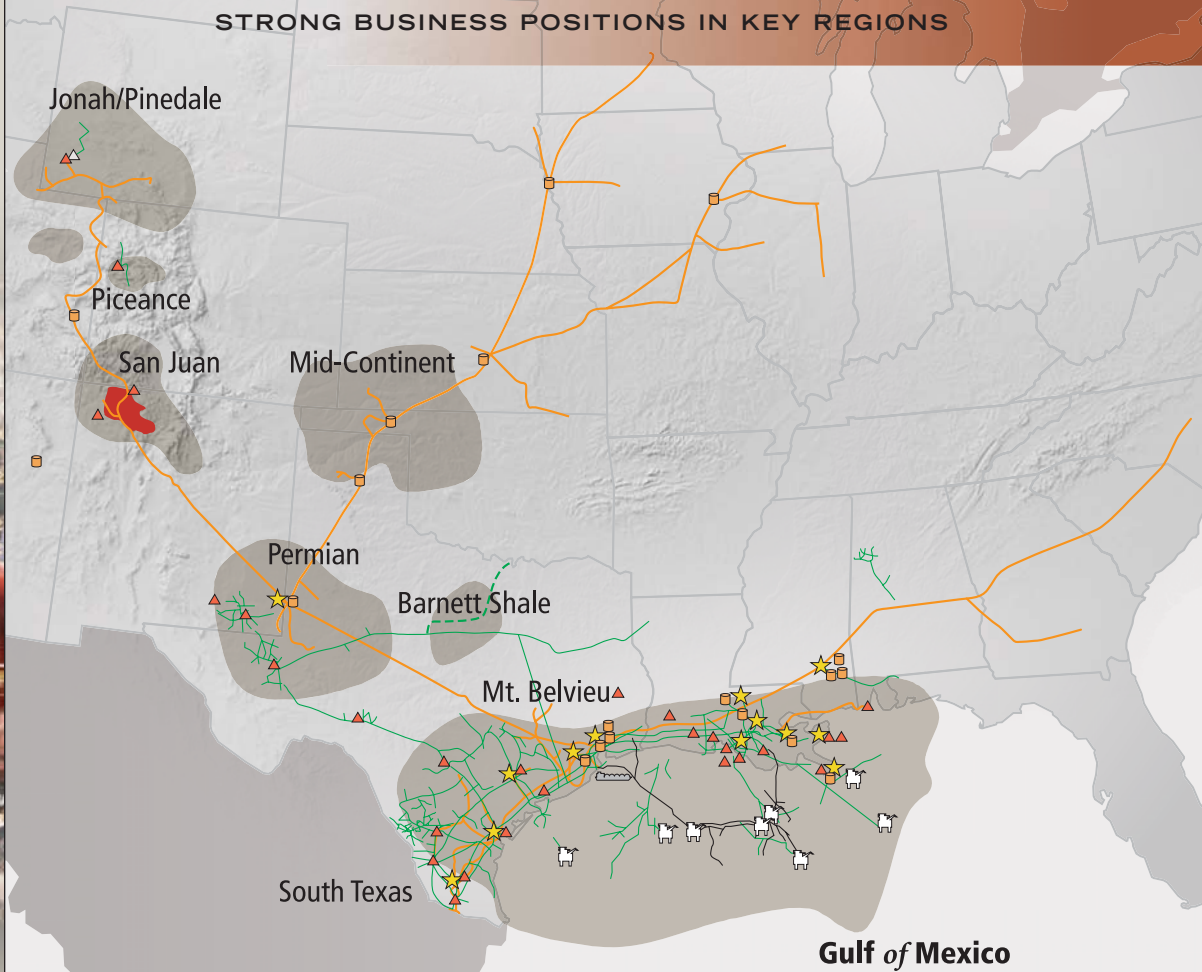 STRONG BUSINESS POSITIONS IN KEY REGIONS
Jonah/Pinedale
Piceance
San Juan
Mid-Continent
Permian
Barnett Shale
Mt. Belvieu
South Texas
Gulf of Mexico